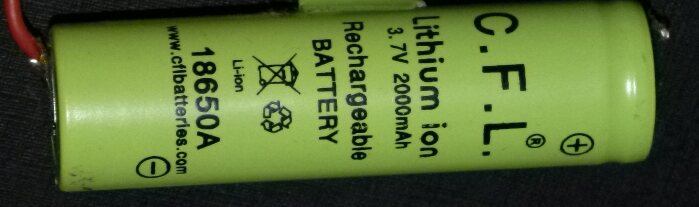 C.F.L.®
Lithium ion
3.7V 2000mAh
Rechargeable
BATTERY
Li-ion
18650A
www.cflbatteries.com